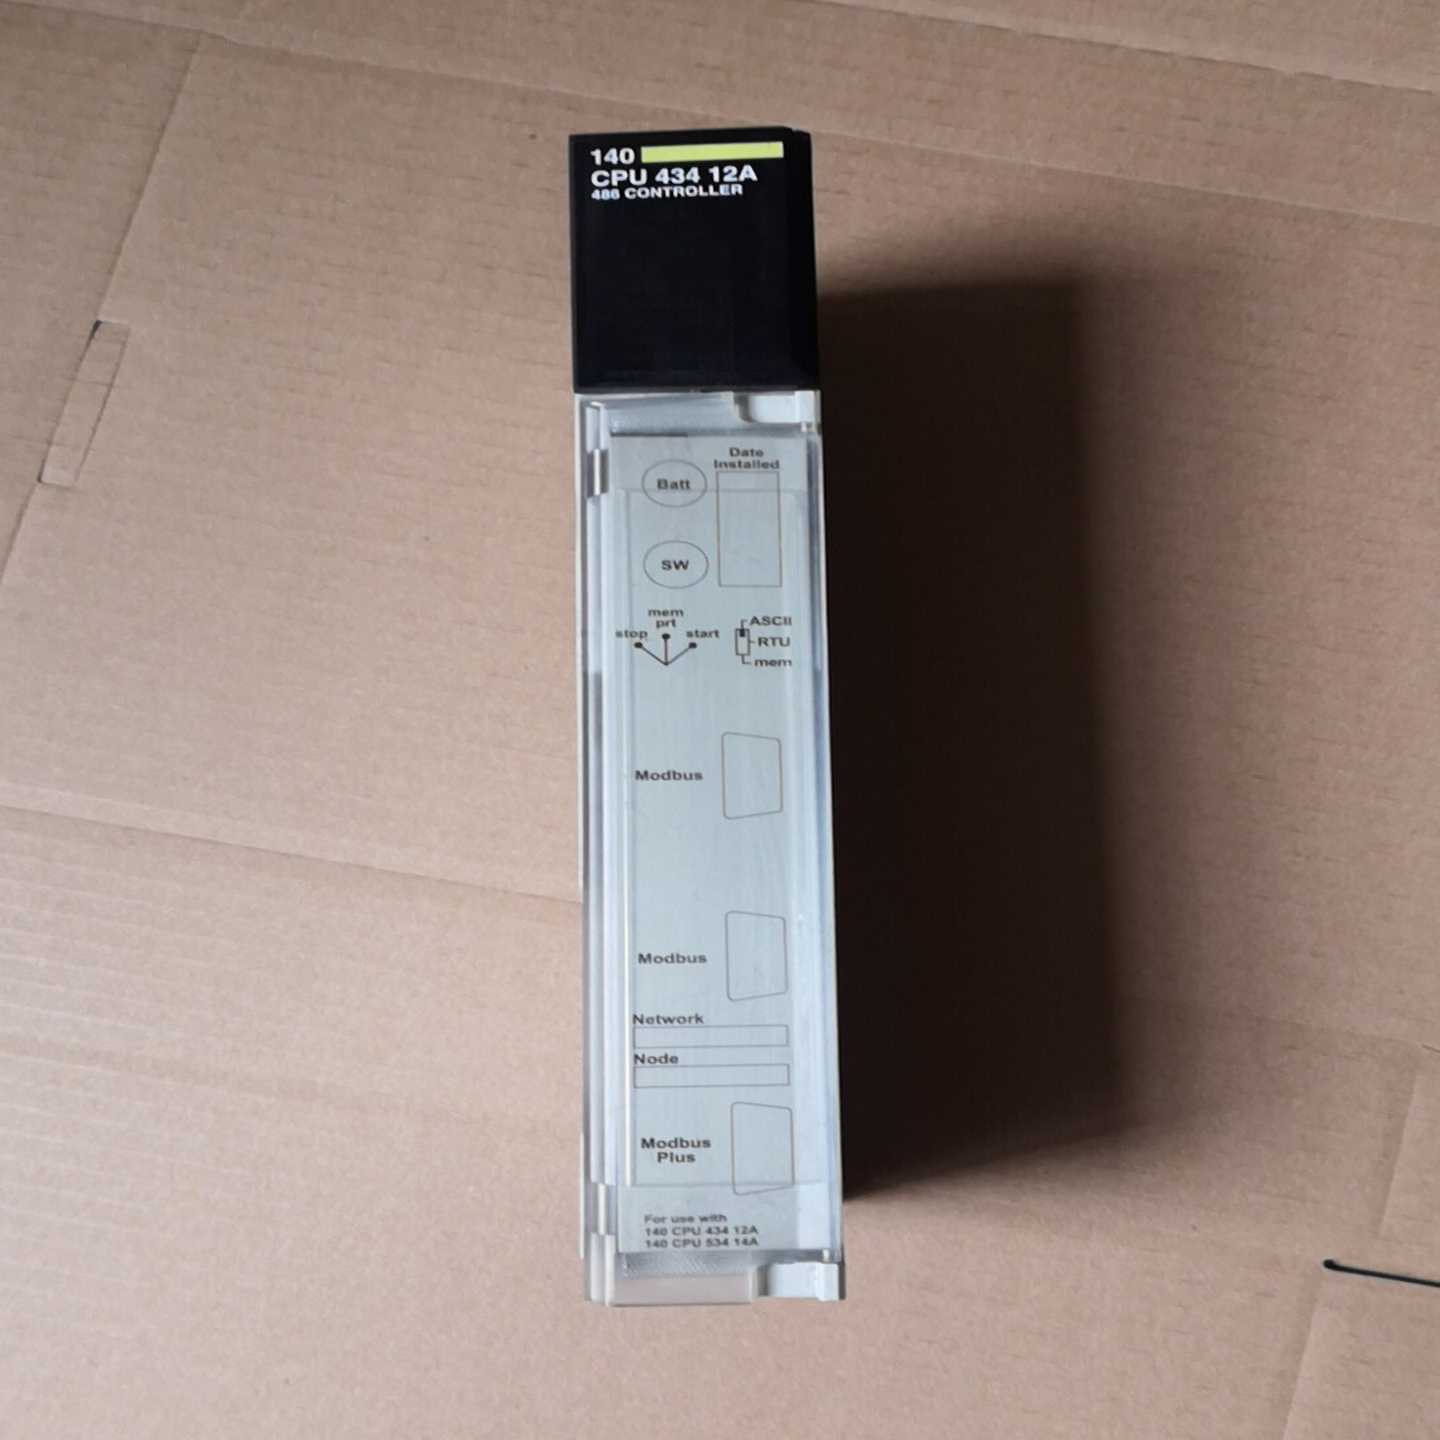 140
CPU 434 12A
486 CONTROLLER
Date
Installed
Batt
SW
mem
prt
stop
start
ASCII
RTU
mem
Modbus
Modbus
Network
Node
Modbus
Plus
For use with
140 CPU 434 12A
140 CPU 534 14A